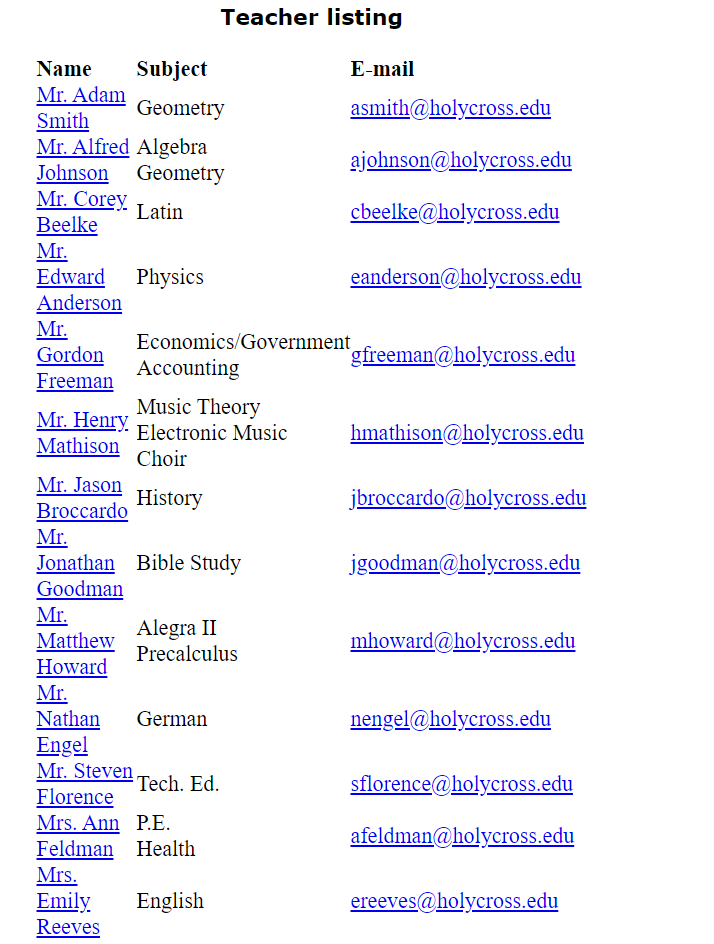 Teacher listing
Name Subject E-mail
Mr. Adam
Smith
Geometry
asmith@holycross.edu
Mr. Alfred
Johnson
Algebra
Geometry
ajohnson@holycross.edu
Mr. Corey
Beelke
Latin
cbeelke@holycross.edu
Mr.
Edward
Anderson
Physics
eanderson@holycross.edu
Mr.
Gordon
Freeman
Economics/Government
Accounting
gfreeman@holycross.edu
Mr. Henry
Mathison
Music Theory
Electronic Music
Choir
hmathison@holycross.edu
Mr. Jason
Broccardo
History
jbroccardo@holycross.edu
Mr.
Jonathan
Goodman
Bible Study
jgoodman@holycross.edu
Mr.
Matthew
Howard
Alegra II
Precalculus
mhoward@holycross.edu
Mr.
Nathan
Engel
German
nengel@holycross.edu
Mr. Steven
Florence
Tech. Ed.
sflorence@holycross.edu
Mrs. Ann
Feldman
P.E.
Health
afeldman@holycross.edu
Mrs.
Emily
Reeves
English
ereeves@holycross.edu